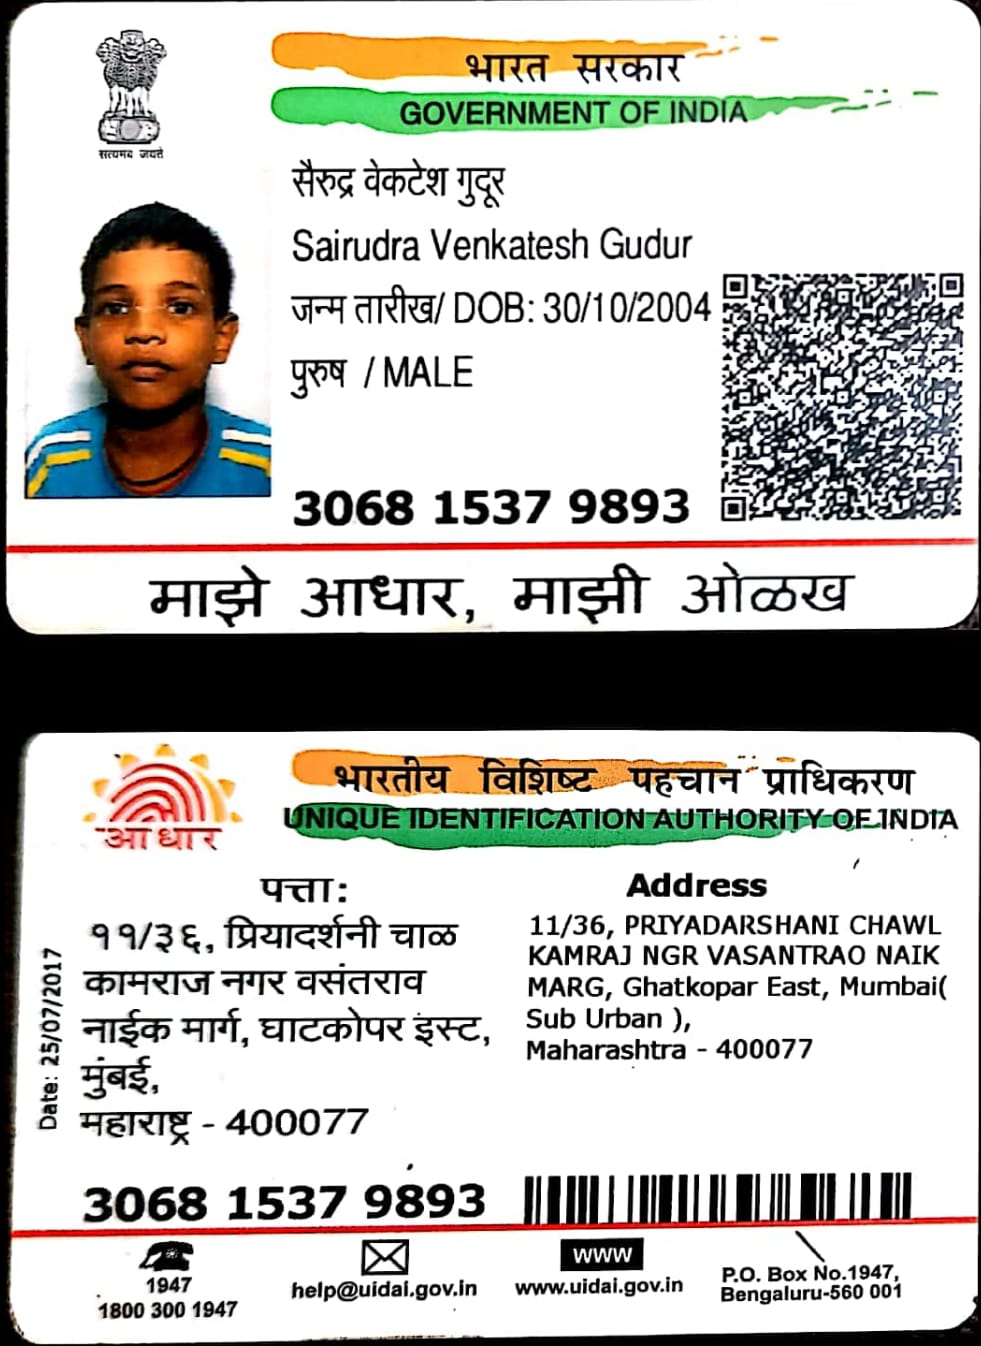 भारत सरकार
GOVERNMENT OF INDIA
सत्यमेव जयते
सैरुद्र वेकटेश गुदूर
Sairudra Venkatesh Gudur
जन्म तारीख/ DOB: 30/10/2004
पुरुष / MALE
3068 1537 9893
माझे आधार, माझी ओळख
भारतीय विशिष्ट पहचान प्राधिकरण
UNIQUE IDENTIFICATION AUTHORITY OF INDIA
आधार
पत्ता:
११/३६, प्रियादर्शनी चाळ
कामराज नगर वसंतराव
नाईक मार्ग, घाटकोपर इस्ट,
मुंबई,
महाराष्ट्र - 400077
Address
11/36, PRIYADARSHANI CHAWL
KAMRAJ NGR VASANTRAO NAIK
MARG, Ghatkopar East, Mumbai(
Sub Urban ),
Maharashtra - 400077
Date: 25/07/2017
3068 1537 9893
1947
1800 300 1947
help@uidai.gov.in
www
www.uidai.gov.in
P.O. Box No.1947,
Bengaluru-560 001